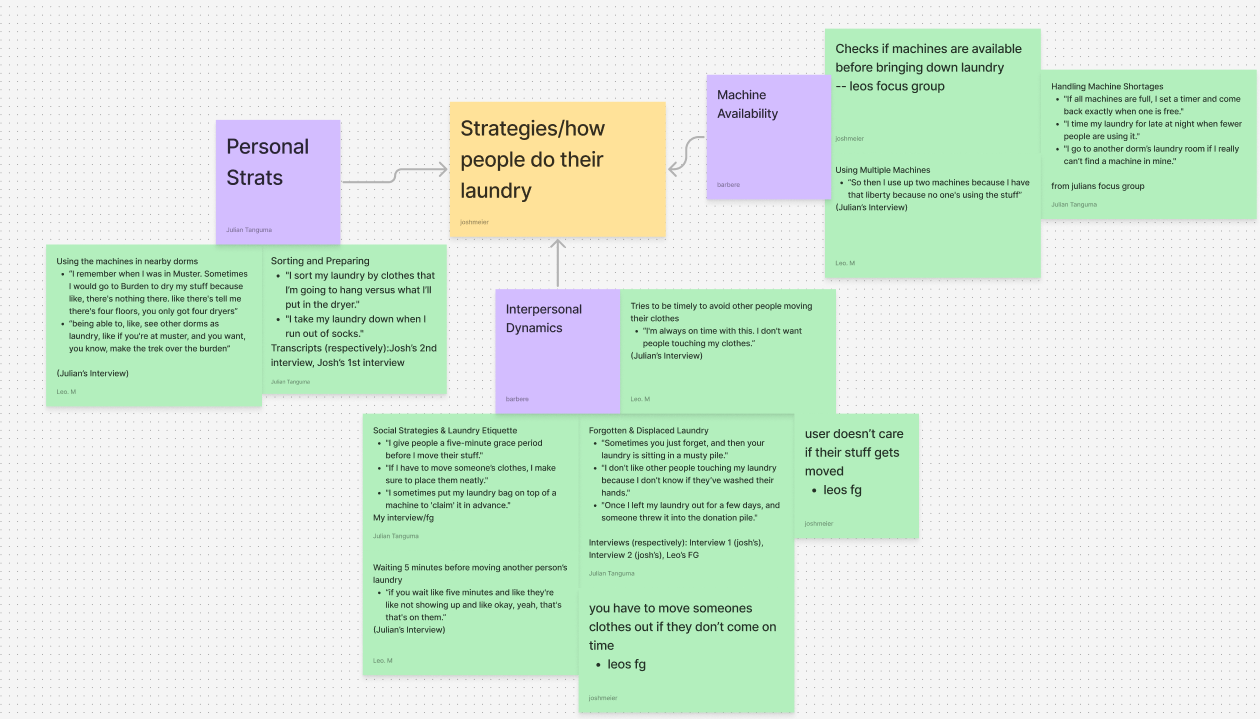 Personal
Strats
Julian Tanguma
Strategies/how
people do their
laundry
joshmeier
Machine
Availability
barbere
Checks if machines are available
before bringing down laundry
-- leos focus group
joshmeier
Using Multiple Machines
• "So then I use up two machines because I have
that liberty because no one's using the stuff"
(Julian's Interview)
Leo. M
Handling Machine Shortages
• "If all machines are full, I set a timer and come
back exactly when one is free."
• "I time my laundry for late at night when fewer
people are using it."
• "I go to another dorm's laundry room if I really
can't find a machine in mine."
from julians focus group
Julian Tanguma
Using the machines in nearby dorms
• "I remember when I was in Muster. Sometimes
I would go to Burden to dry my stuff because
like, there's nothing there. like there's tell me
there's four floors, you only got four dryers"
• "being able to, like, see other dorms as
laundry, like if you're at muster, and you want,
you know, make the trek over the burden"
(Julian's Interview)
Leo. M
Sorting and Preparing
• "I sort my laundry by clothes that
I'm going to hang versus what I'll
put in the dryer."
• "I take my laundry down when I
run out of socks."
Transcripts (respectively):Josh's 2nd
interview, Josh's 1st interview
Julian Tanguma
Interpersonal
Dynamics
barbere
Tries to be timely to avoid other people moving
their clothes
• "I'm always on time with this. I don't want
people touching my clothes."
(Julian's Interview)
Leo. M
Social Strategies & Laundry Etiquette
• "I give people a five-minute grace period
before I move their stuff."
• "If I have to move someone's clothes, I make
sure to place them neatly."
• "I sometimes put my laundry bag on top of a
machine to 'claim' it in advance."
My interview/fg
Julian Tanguma
Waiting 5 minutes before moving another person's
laundry
• "if you wait like five minutes and like they're
like not showing up and like okay, yeah, that's
that's on them."
(Julian's Interview)
Leo. M
Forgotten & Displaced Laundry
• "Sometimes you just forget, and then your
laundry is sitting in a musty pile."
• "I don't like other people touching my laundry
because I don't know if they've washed their
hands."
• "Once I left my laundry out for a few days, and
someone threw it into the donation pile."
Interviews (respectively): Interview 1 (josh's),
Interview 2 (josh's), Leo's FG
Julian Tanguma
you have to move someones
clothes out if they don't come on
time
• leos fg
joshmeier
user doesn't care
if their stuff gets
moved
• leos fg
joshmeier